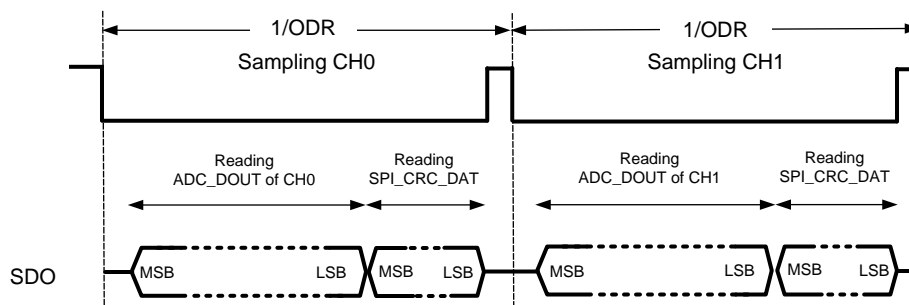 1/ODR
1/ODR
Sampling CH0
Sampling CH1
Reading
ADC_DOUT of CH0
Reading
SPI_CRC_DAT
Reading
ADC_DOUT of CH1
Reading
SPI_CRC_DAT
SDO
MSB
LSB
MSB
LSB
MSB
LSB
MSB
LSB